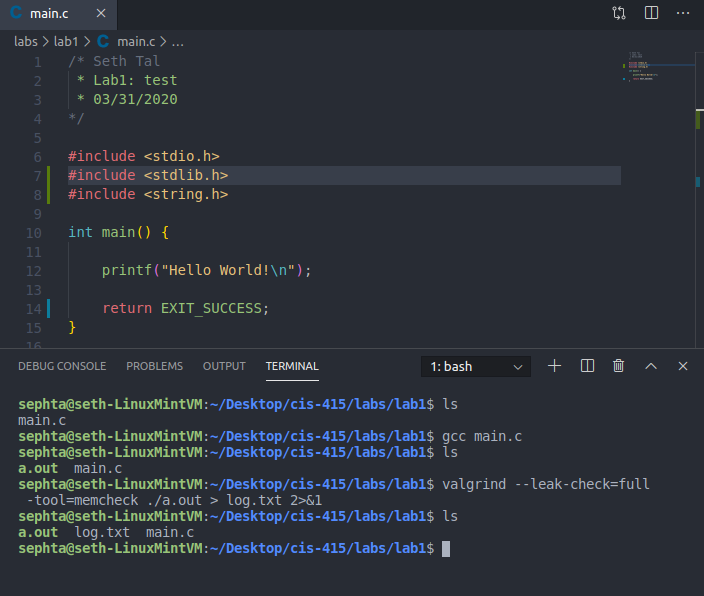 C main.c ×
labs > lab1 > C main.c > ...
1 /* Seth Tal
2 * Lab1: test
3 * 03/31/2020
4 */
5
6 #include <stdio.h>
7 #include <stdlib.h>
8 #include <string.h>
9
10 int main() {
11
12 printf("Hello World!\n");
13
14 return EXIT_SUCCESS;
15 }
16
DEBUG CONSOLE PROBLEMS OUTPUT TERMINAL 1: bash
sephta@seth-LinuxMintVM:~/Desktop/cis-415/labs/lab1$ ls
main.c
sephta@seth-LinuxMintVM:~/Desktop/cis-415/labs/lab1$ gcc main.c
sephta@seth-LinuxMintVM:~/Desktop/cis-415/labs/lab1$ ls
a.out main.c
sephta@seth-LinuxMintVM:~/Desktop/cis-415/labs/lab1$ valgrind --leak-check=full
-tool=memcheck ./a.out > log.txt 2>&1
sephta@seth-LinuxMintVM:~/Desktop/cis-415/labs/lab1$ ls
a.out log.txt main.c
sephta@seth-LinuxMintVM:~/Desktop/cis-415/labs/lab1$